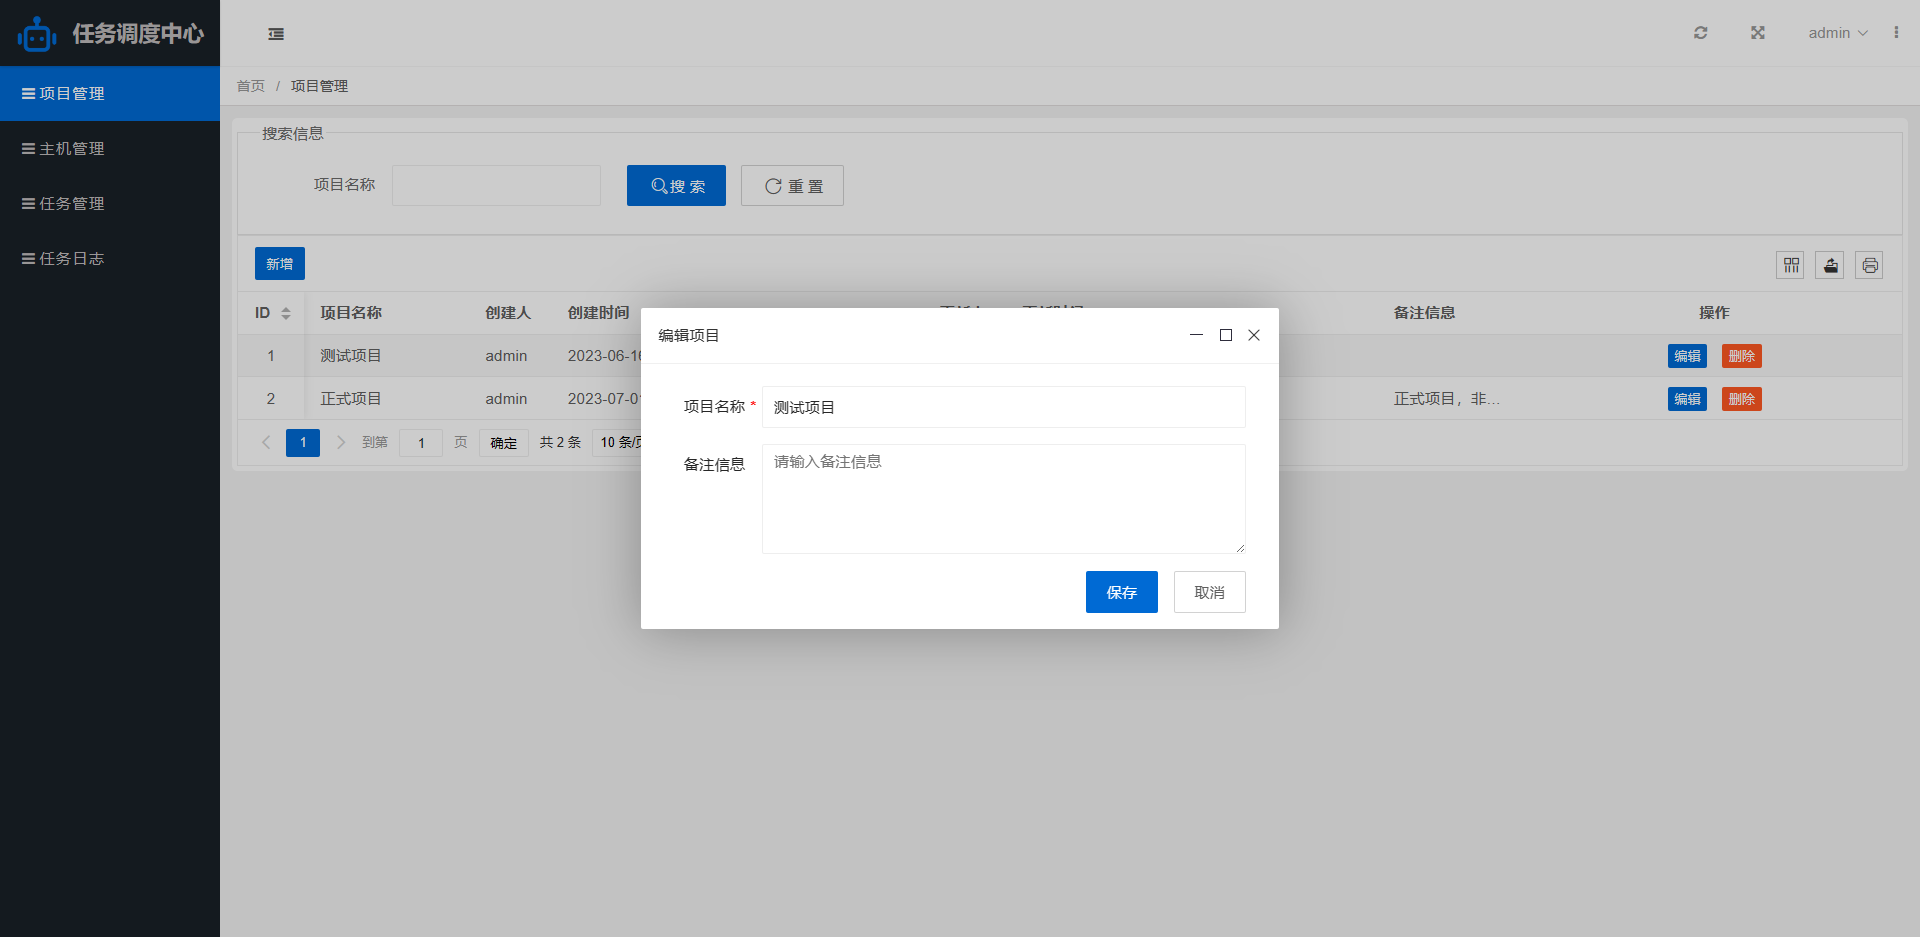 任务调度中心
admin
项目管理
主机管理
任务管理
任务日志
首页 / 项目管理
搜索信息
项目名称
搜 索
重 置
新增
ID 项目名称 创建人 创建时间 备注信息 操作
1 测试项目 admin 2023-06-16 编辑 删除
2 正式项目 admin 2023-07-01 正式项目，非... 编辑 删除
1 到第 1 页 确定 共 2 条 10 条/页
编辑项目
项目名称 * 测试项目
备注信息 请输入备注信息
保存 取消